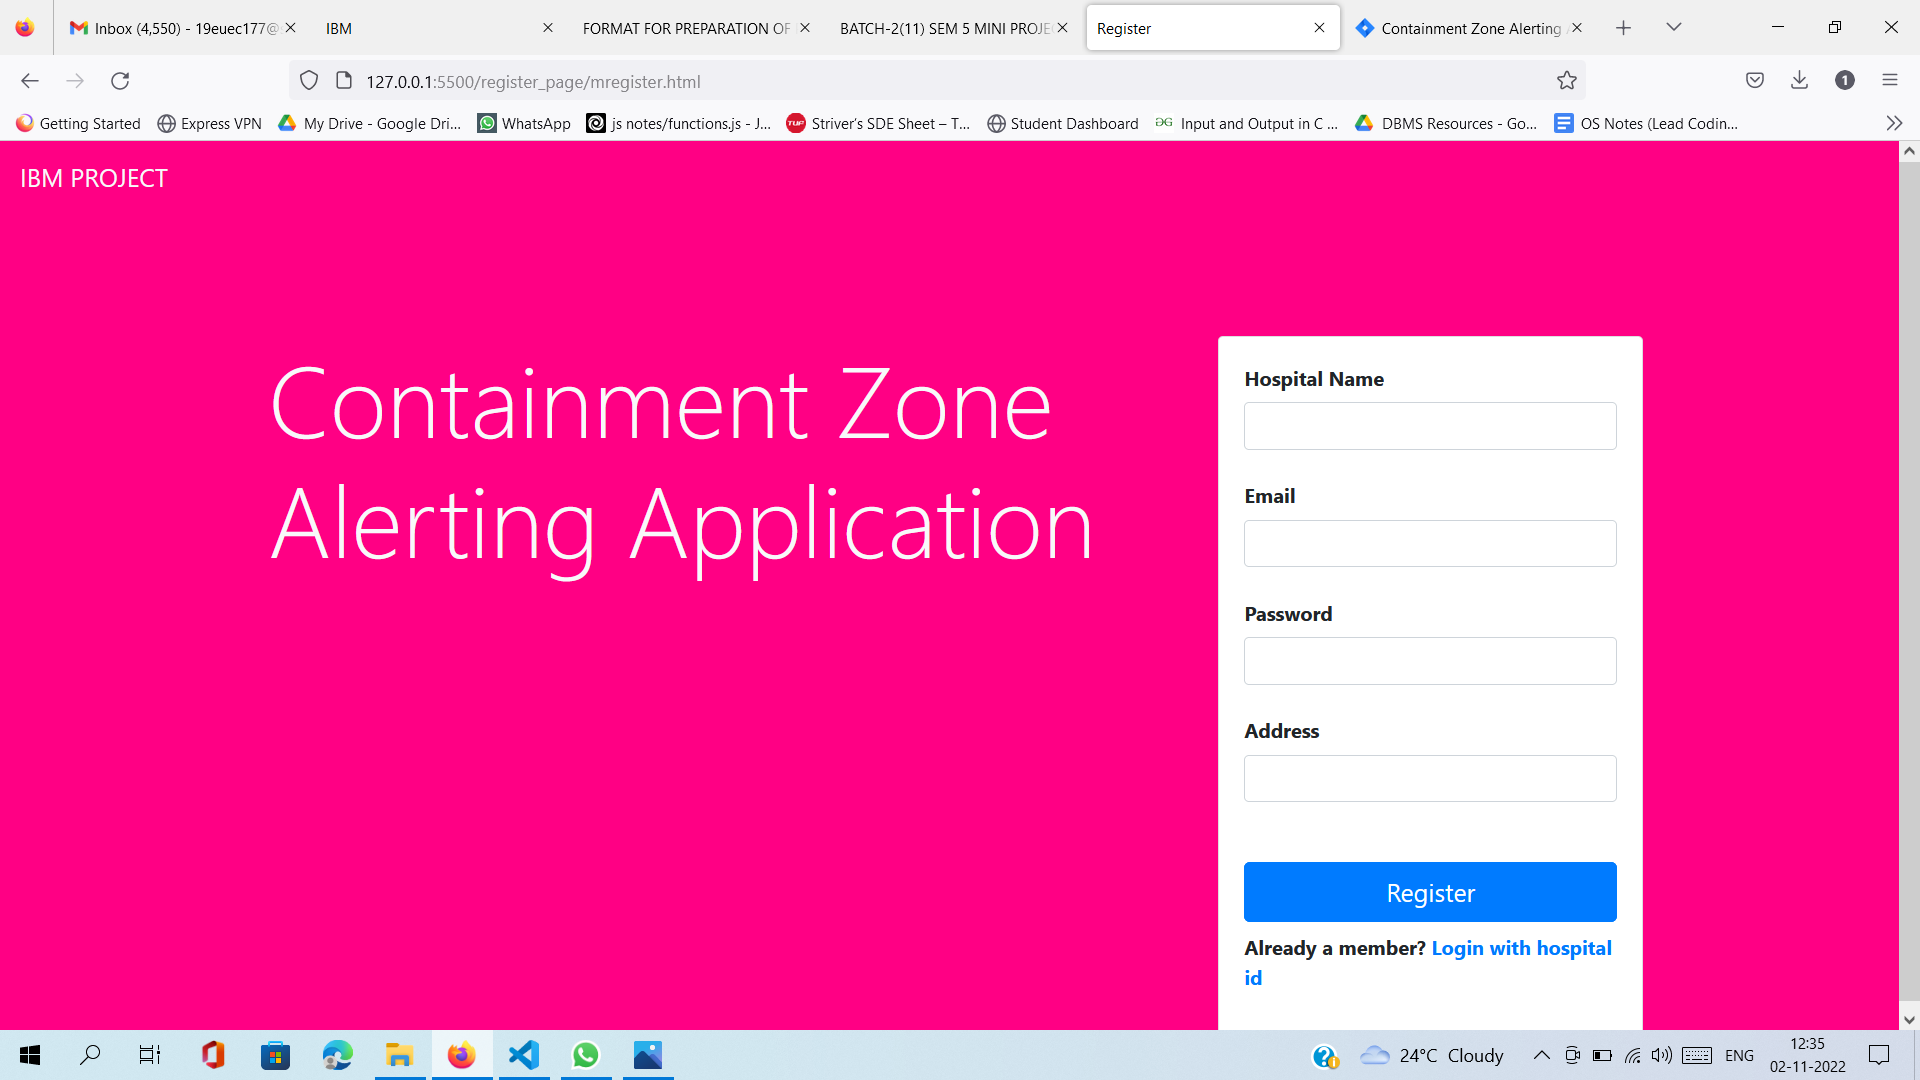 Inbox (4,550) - 19euec177@
IBM
FORMAT FOR PREPARATION OF
BATCH-2(11) SEM 5 MINI PROJE
Register
Containment Zone Alerting
127.0.0.1:5500/register_page/mregister.html
1
Getting Started
Express VPN
My Drive - Google Dri...
WhatsApp
js notes/functions.js - J...
TUF
Striver's SDE Sheet – T...
Student Dashboard
Input and Output in C ...
DBMS Resources - Go...
OS Notes (Lead Codin...
IBM PROJECT
Containment Zone
Alerting Application
Hospital Name
Email
Password
Address
Register
Already a member? Login with hospital
id
24°C Cloudy
ENG
12:35
02-11-2022